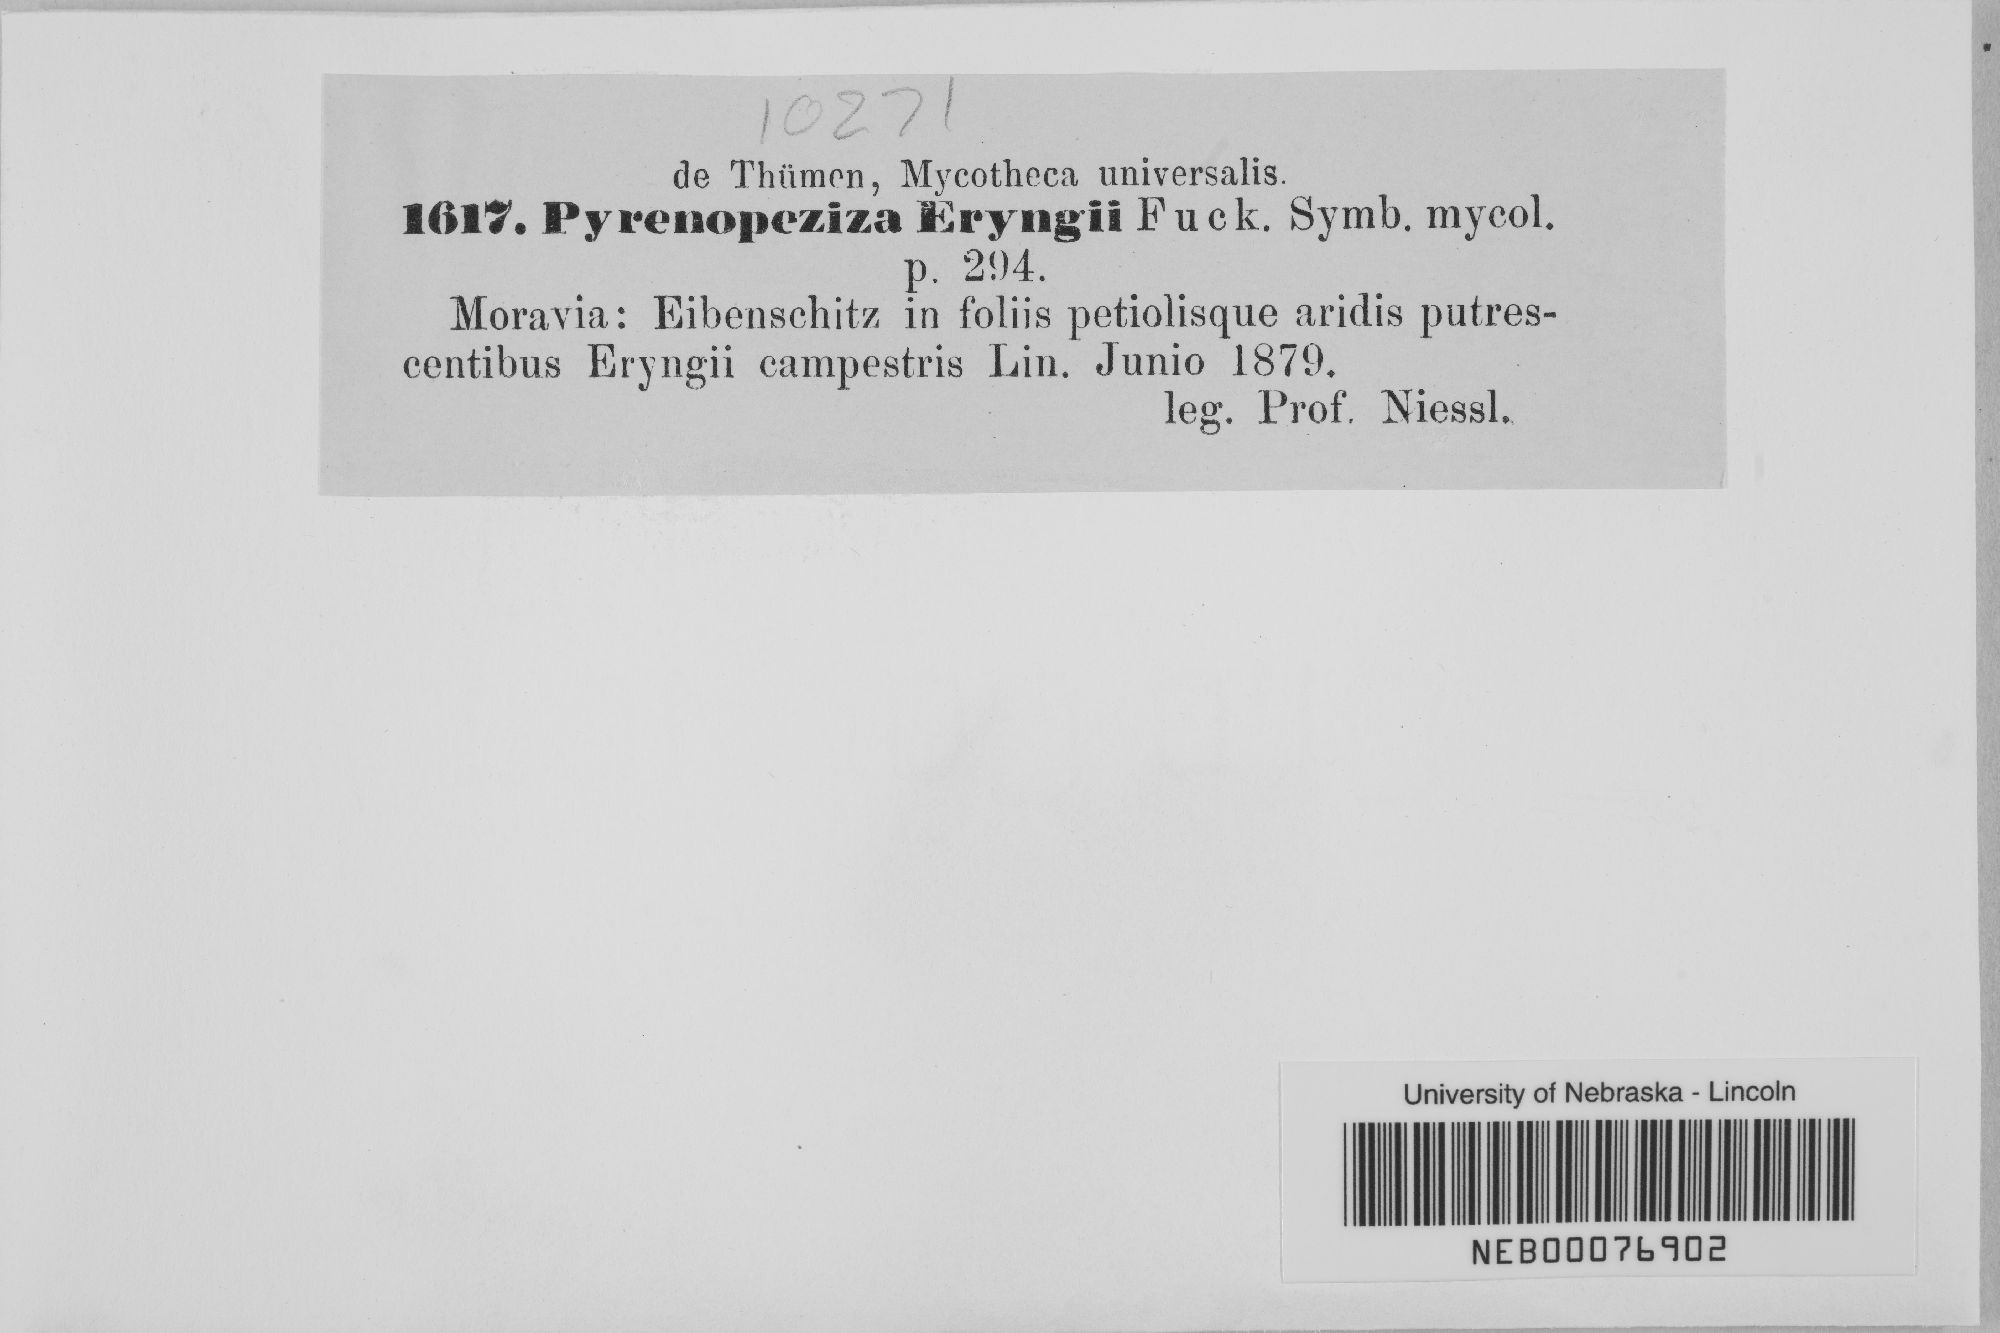 10271
de Thümen, Mycotheca universalis.
1617. Pyrenopeziza Eryngii Fuck. Symb. mycol.
p. 294.
Moravia: Eibenschitz in foliis petiolisque aridis putres-
centibus Eryngii campestris Lin. Junio 1879.
leg. Prof. Niessl.
University of Nebraska - Lincoln
NEB00076902